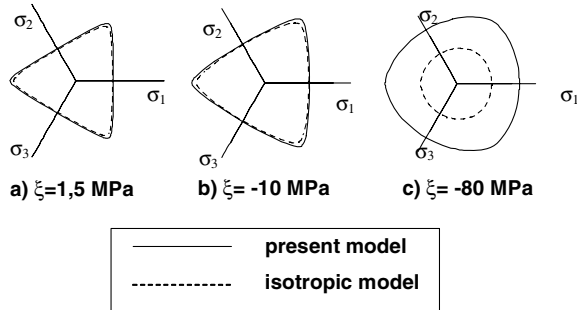 σ2 σ2 σ2
σ1 σ1 σ1
σ3 σ3 σ3
a) ξ=1,5 MPa b) ξ= -10 MPa c) ξ= -80 MPa
present model
isotropic model